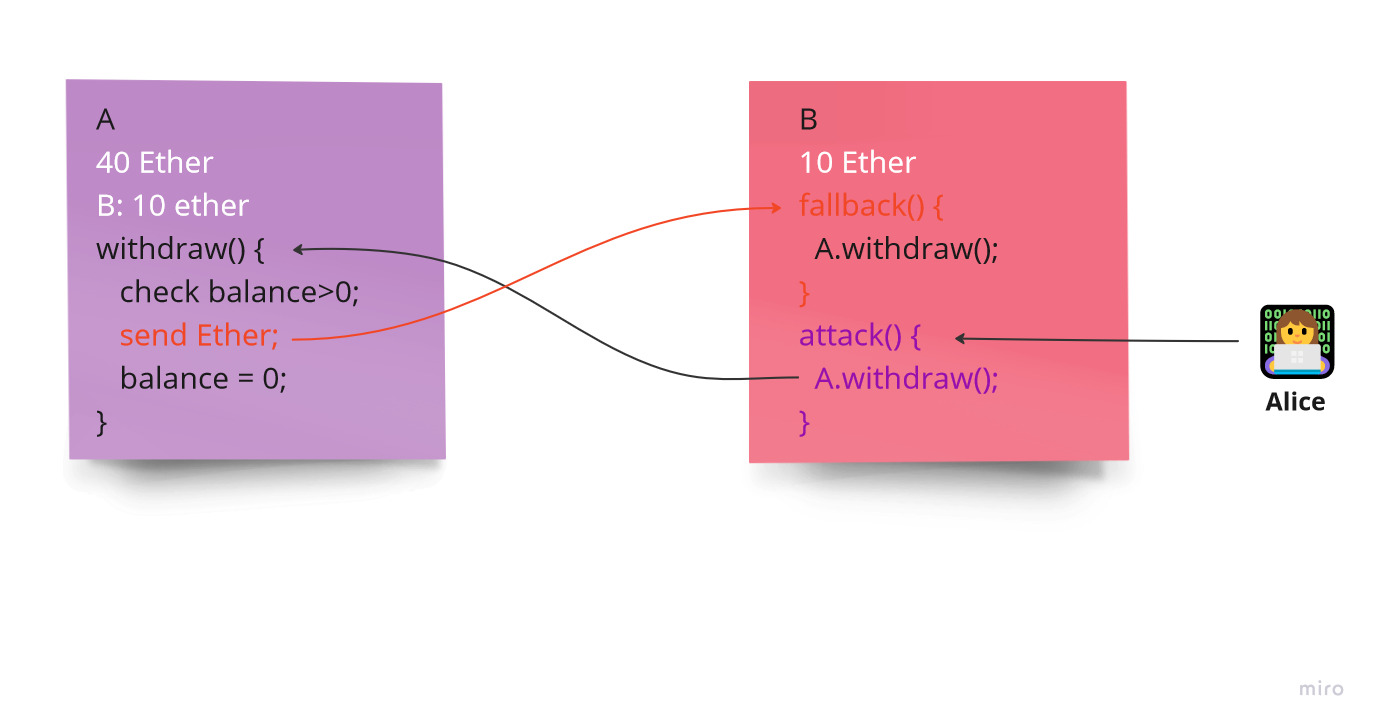 A
40 Ether
B: 10 ether
withdraw() {
check balance>0;
send Ether;
balance = 0;
}
B
10 Ether
fallback() {
A.withdraw();
}
attack() {
A.withdraw();
}
Alice
miro